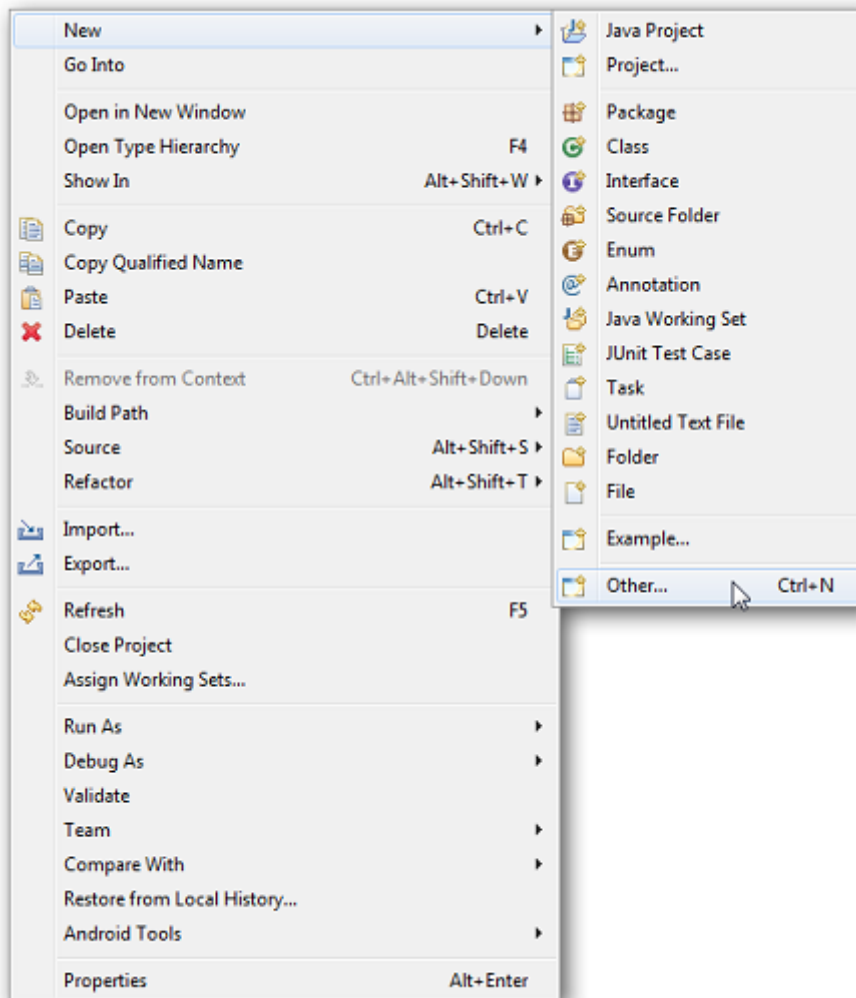 New
Go Into
Open in New Window
Open Type Hierarchy F4
Show In Alt+Shift+W
Copy Ctrl+C
Copy Qualified Name
Paste Ctrl+V
Delete Delete
Remove from Context Ctrl+Alt+Shift+Down
Build Path
Source Alt+Shift+S
Refactor Alt+Shift+T
Import...
Export...
Refresh F5
Close Project
Assign Working Sets...
Run As
Debug As
Validate
Team
Compare With
Restore from Local History...
Android Tools
Properties Alt+Enter
Java Project
Project...
Package
Class
Interface
Source Folder
Enum
Annotation
Java Working Set
JUnit Test Case
Task
Untitled Text File
Folder
File
Example...
Other... Ctrl+N